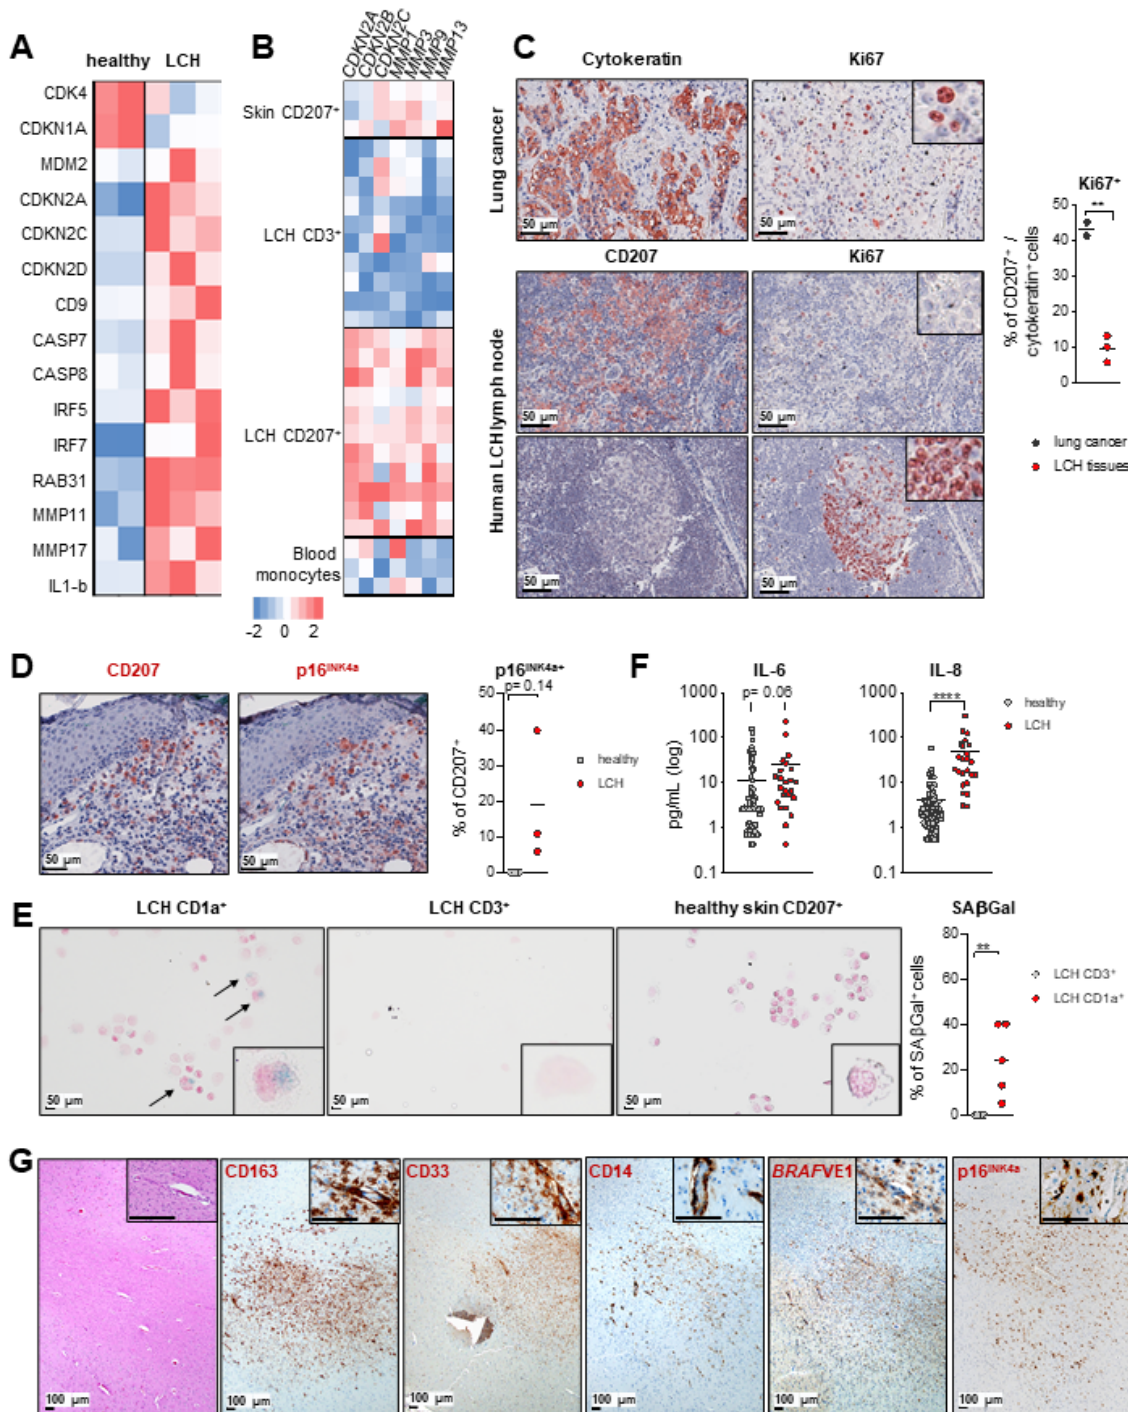 A
healthy LCH
CDK4
CDKN1A
MDM2
CDKN2A
CDKN2C
CDKN2D
CD9
CASP7
CASP8
IRF5
IRF7
RAB31
MMP11
MMP17
IL1-b
B
CDKN2A
CDKN2B
CDKN2C
MMP1
MMP3
MMP9
MMP13
Skin CD207⁺
LCH CD3⁺
LCH CD207⁺
Blood
monocytes
-2 0 2
C
Cytokeratin
Ki67
Lung cancer
50 μm
50 μm
CD207
Ki67
Human LCH lymph node
50 μm
50 μm
50 μm
50 μm
Ki67⁺
**
% of CD207⁺ /
cytokeratin⁺ cells
50
40
30
20
10
0
lung cancer
LCH tissues
D
CD207
p16ᴵᴺᴷ⁴ᵃ
50 μm
50 μm
p16ᴵᴺᴷ⁴ᵃ⁺
p= 0.14
% of CD207⁺
50
40
30
20
10
0
healthy
LCH
F
IL-6
p= 0.06
pg/mL (log)
1000
100
10
1
0.1
IL-8
****
1000
100
10
1
0.1
healthy
LCH
E
LCH CD1a⁺
LCH CD3⁺
healthy skin CD207⁺
50 μm
50 μm
50 μm
SAβGal
**
% of SAβGal⁺ cells
80
60
40
20
0
LCH CD3⁺
LCH CD1a⁺
G
CD163
CD33
CD14
BRAFVE1
p16ᴵᴺᴷ⁴ᵃ
100 μm
100 μm
100 μm
100 μm
100 μm
100 μm